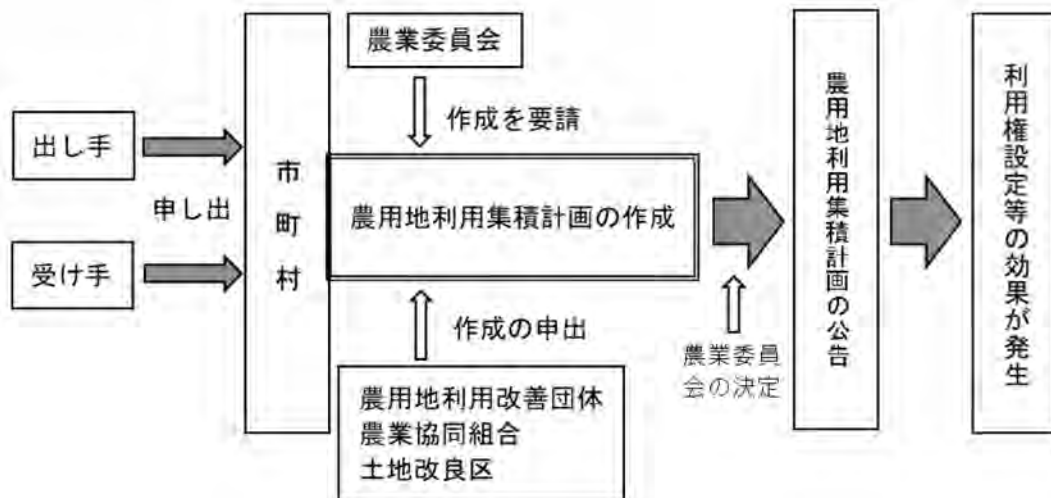 農業委員会
作成を要請
出し手
申し出
受け手
市町村
農用地利用集積計画の作成
作成の申出
農用地利用改善団体
農業協同組合
土地改良区
農業委員
会の決定
農用地利用集積計画の公告
利用権設定等の効果が発生